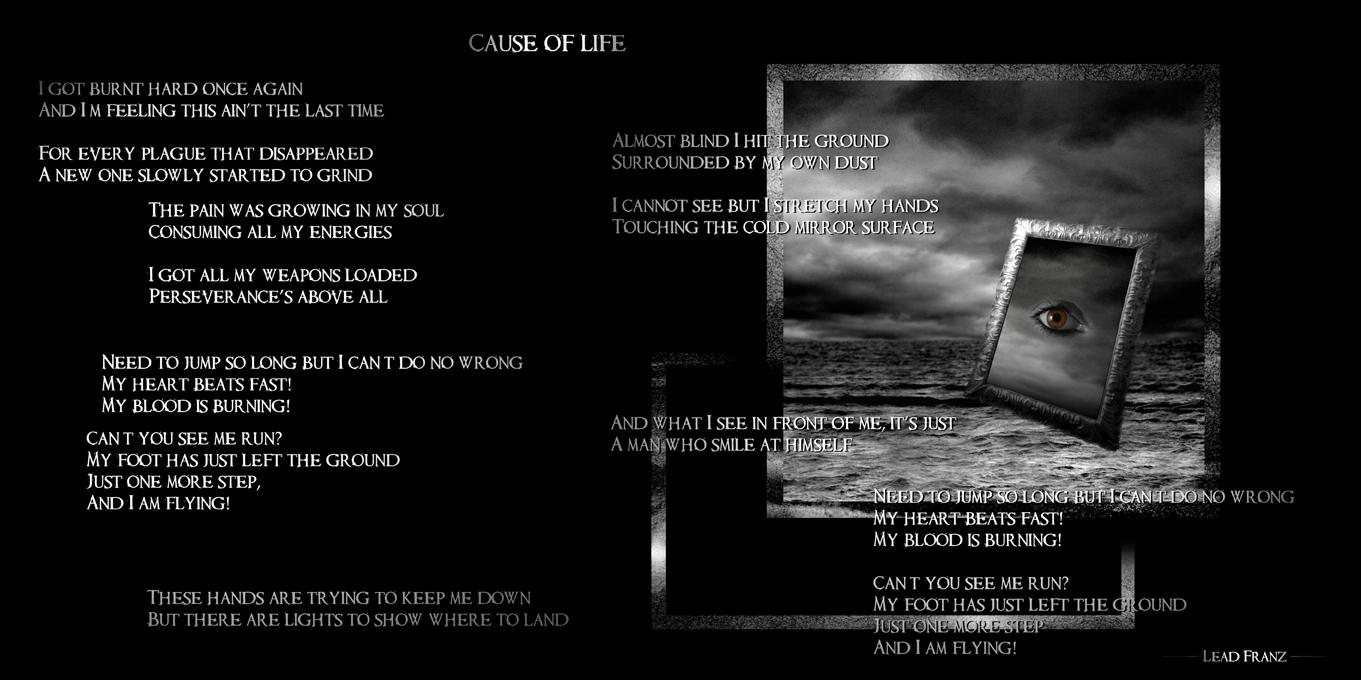 CAUSE OF LIFE
I GOT BURNT HARD ONCE AGAIN
AND I M FEELING THIS AIN'T THE LAST TIME
FOR EVERY PLAGUE THAT DISAPPEARED
A NEW ONE SLOWLY STARTED TO GRIND
THE PAIN WAS GROWING IN MY SOUL
CONSUMING ALL MY ENERGIES
I GOT ALL MY WEAPONS LOADED
PERSEVERANCE'S ABOVE ALL
NEED TO JUMP SO LONG BUT I CAN T DO NO WRONG
MY HEART BEATS FAST!
MY BLOOD IS BURNING!
CAN T YOU SEE ME RUN?
MY FOOT HAS JUST LEFT THE GROUND
JUST ONE MORE STEP,
AND I AM FLYING!
THESE HANDS ARE TRYING TO KEEP ME DOWN
BUT THERE ARE LIGHTS TO SHOW WHERE TO LAND
ALMOST BLIND I HIT THE GROUND
SURROUNDED BY MY OWN DUST
I CANNOT SEE BUT I STRETCH MY HANDS
TOUCHING THE COLD MIRROR SURFACE
AND WHAT I SEE IN FRONT OF ME, IT'S JUST
A MAN WHO SMILE AT HIMSELF
NEED TO JUMP SO LONG BUT I CAN T DO NO WRONG
MY HEART BEATS FAST!
MY BLOOD IS BURNING!
CAN T YOU SEE ME RUN?
MY FOOT HAS JUST LEFT THE GROUND
JUST ONE MORE STEP
AND I AM FLYING!
LEAD FRANZ